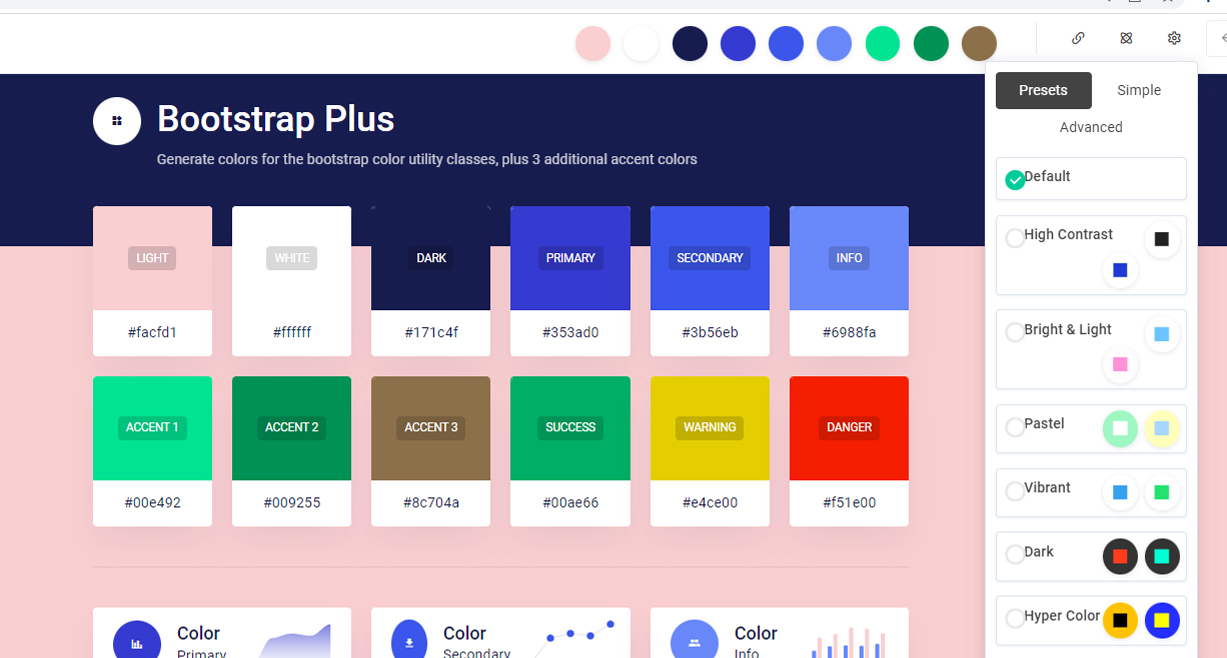 Presets Simple
Advanced
Bootstrap Plus
Generate colors for the bootstrap color utility classes, plus 3 additional accent colors
LIGHT WHITE DARK PRIMARY SECONDARY INFO
#facfd1 #ffffff #171c4f #353ad0 #3b56eb #6988fa
ACCENT 1 ACCENT 2 ACCENT 3 SUCCESS WARNING DANGER
#00e492 #009255 #8c704a #00ae66 #e4ce00 #f51e00
Color Color Color
Primary Secondary Info
Default
High Contrast
Bright & Light
Pastel
Vibrant
Dark
Hyper Color